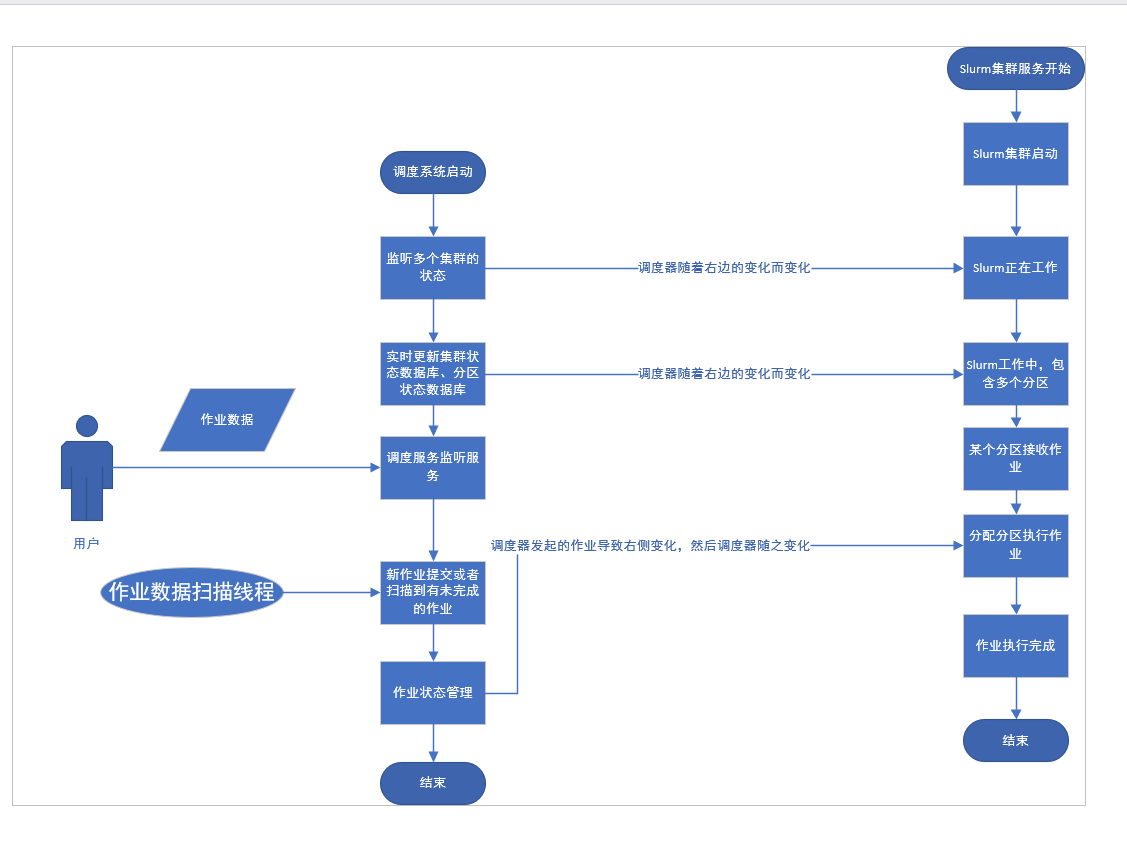 Slurm集群服务开始
Slurm集群启动
调度系统启动
监听多个集群的
状态
调度器随着右边的变化而变化
Slurm正在工作
实时更新集群状
态数据库、分区
状态数据库
调度器随着右边的变化而变化
Slurm工作中，包
含多个分区
作业数据
用户
调度服务监听服
务
某个分区接收作
业
调度器发起的作业导致右侧变化，然后调度器随之变化
分配分区执行作
业
作业数据扫描线程
新作业提交或者
扫描到有未完成
的作业
作业执行完成
作业状态管理
结束
结束